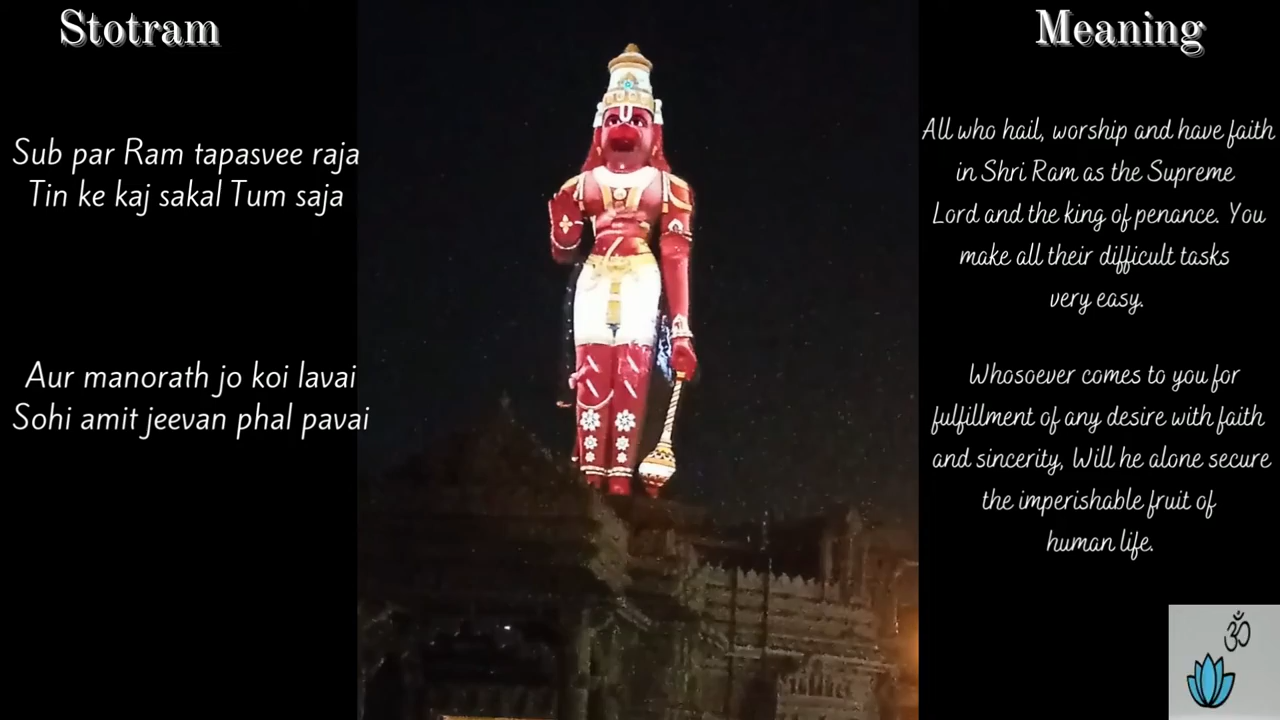 Stotram
Sub par Ram tapasvee raja
Tin ke kaj sakal Tum saja
Aur manorath jo koi lavai
Sohi amit jeevan phal pavai
Meaning
All who hail, worship and have faith
in Shri Ram as the Supreme
Lord and the king of penance. You
make all their difficult tasks
very easy.
Whosoever comes to you for
fulfillment of any desire with faith
and sincerity, Will he alone secure
the imperishable fruit of
human life.
ॐ